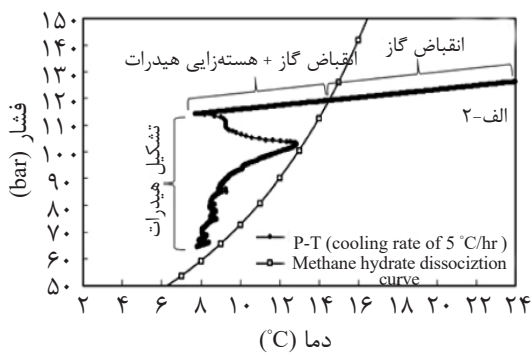 انقباض گاز
انقباض گاز + هسته‌زایی هیدرات
۱۵۰
۱۴۰
۱۳۰
۱۲۰
۱۱۰
۱۰۰
۹۰
۸۰
۷۰
۶۰
۵۰
فشار (bar)
تشکیل هیدرات
الف-۲
P-T (cooling rate of 5 °C/hr )
Methane hydrate dissociztion
curve
۲ ۴ ۶ ۸ ۱۰ ۱۲ ۱۴ ۱۶ ۱۸ ۲۰ ۲۲ ۲۴
دما (°C)